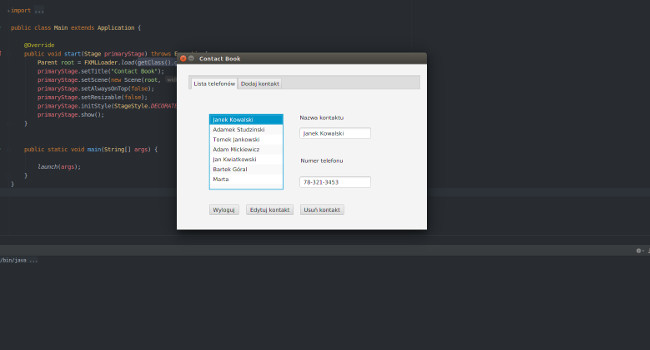 import ...
public class Main extends Application {
@Override
public void start(Stage primaryStage) throws
Parent root = FXMLLoader.load(getClass()
primaryStage.setTitle("Contact Book");
primaryStage.setScene(new Scene(root,
primaryStage.setAlwaysOnTop(false);
primaryStage.setResizable(false);
primaryStage.initStyle(StageStyle.DECORATE
primaryStage.show();
}
public static void main(String[] args) {
launch(args);
}
}
Contact Book
Lista telefonów
Dodaj kontakt
Janek Kowalski
Adamek Studzinski
Tomek Jankowski
Adam Mickiewicz
Jan Kwiatkowski
Bartek Góral
Marta
Nazwa kontaktu
Janek Kowalski
Numer telefonu
78-321-3453
Wyloguj
Edytuj kontakt
Usuń kontakt
/bin/java ...